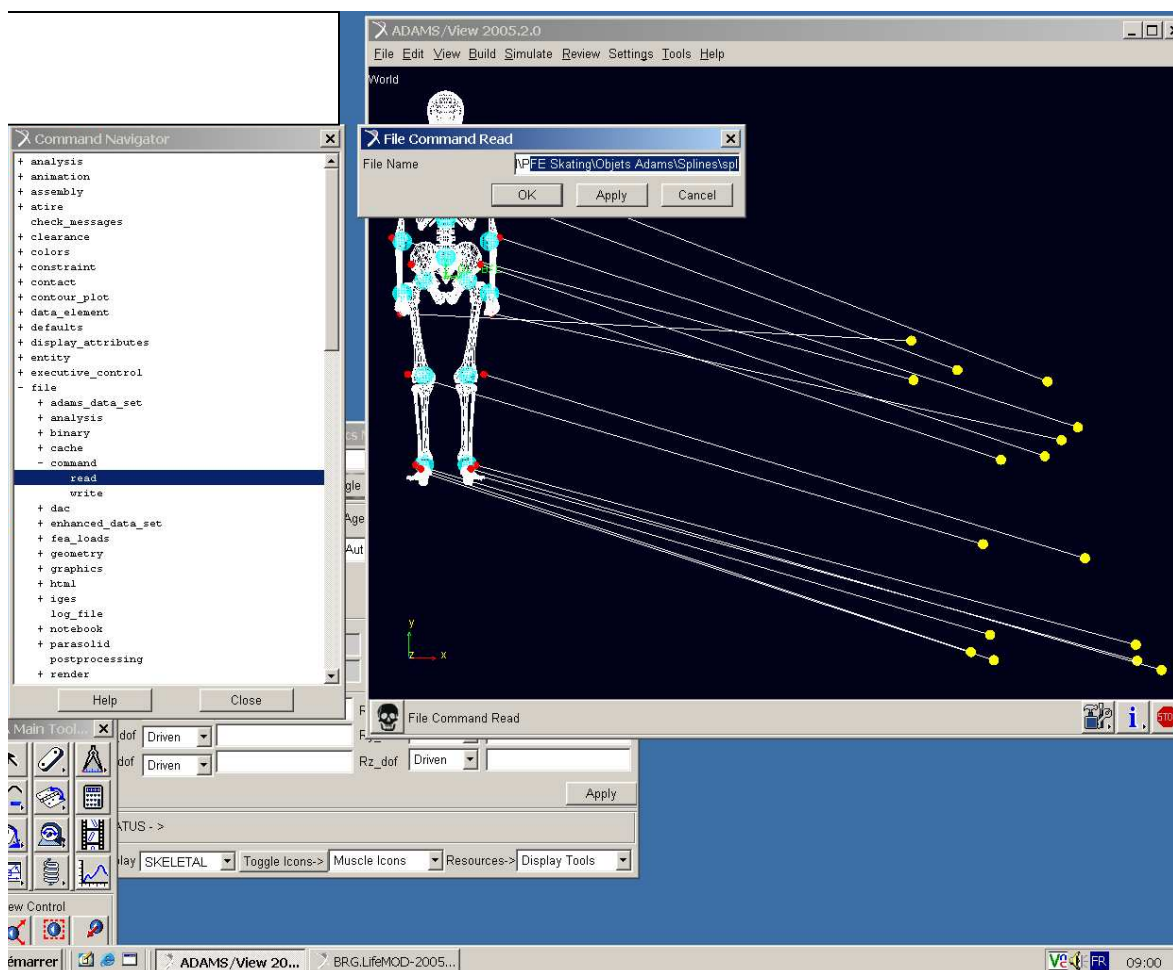 ADAMS/View 2005.2.0
File Edit View Build Simulate Review Settings Tools Help
World
Command Navigator
+ analysis
+ animation
+ assembly
+ atire
check_messages
+ clearance
+ colors
+ constraint
+ contact
+ contour_plot
+ data_element
+ defaults
+ display_attributes
+ entity
+ executive_control
- file
+ adams_data_set
+ analysis
+ binary
+ cache
- command
read
write
+ dac
+ enhanced_data_set
+ fea_loads
+ geometry
+ graphics
+ html
+ iges
log_file
+ notebook
+ parasolid
postprocessing
+ render
Help Close
File Command Read
File Name \PFE Skating\Objets Adams\Splines\spl
OK Apply Cancel
y
z x
File Command Read
STOP
Main Tool...
dof Driven
dof Driven
Rz_dof Driven
Apply
ATUS - >
lay SKELETAL Toggle Icons-> Muscle Icons Resources-> Display Tools
ew Control
émarrer ADAMS/View 20... BRG.LifeMOD-2005... FR 09:00